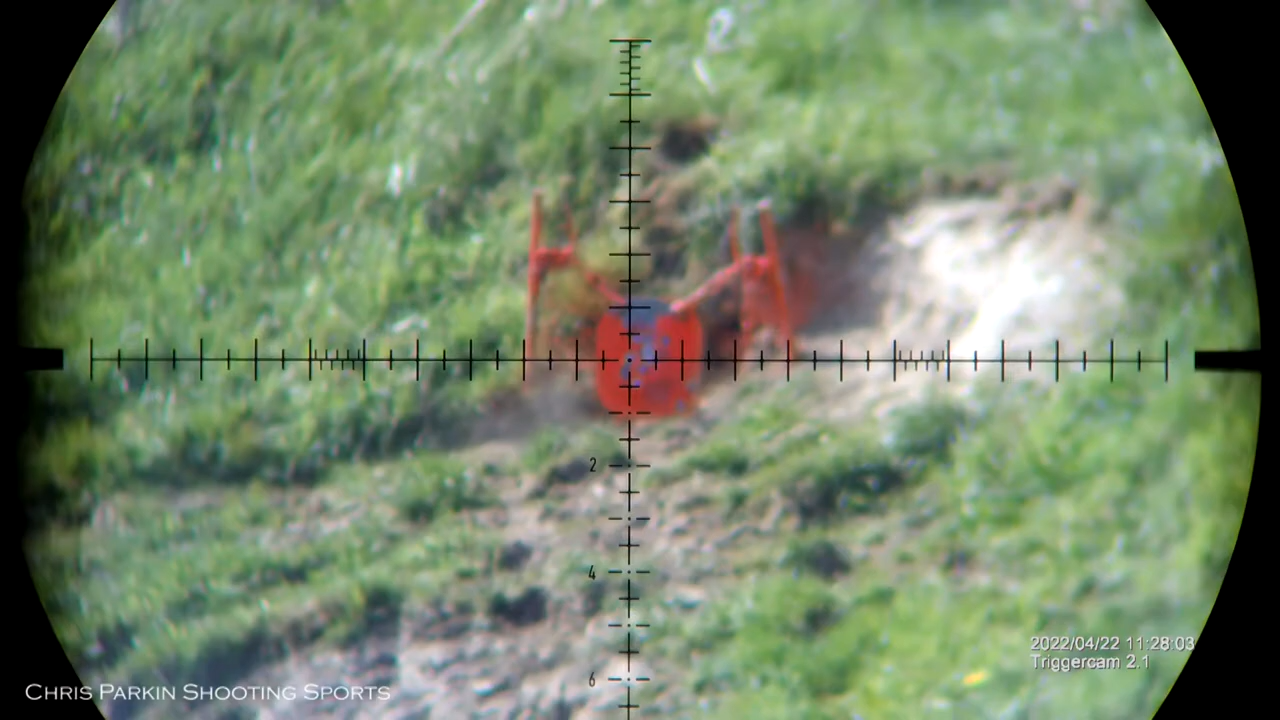 2
4
6
2022/04/22 11:28:03
Triggercam 2.1
CHRIS PARKIN SHOOTING SPORTS